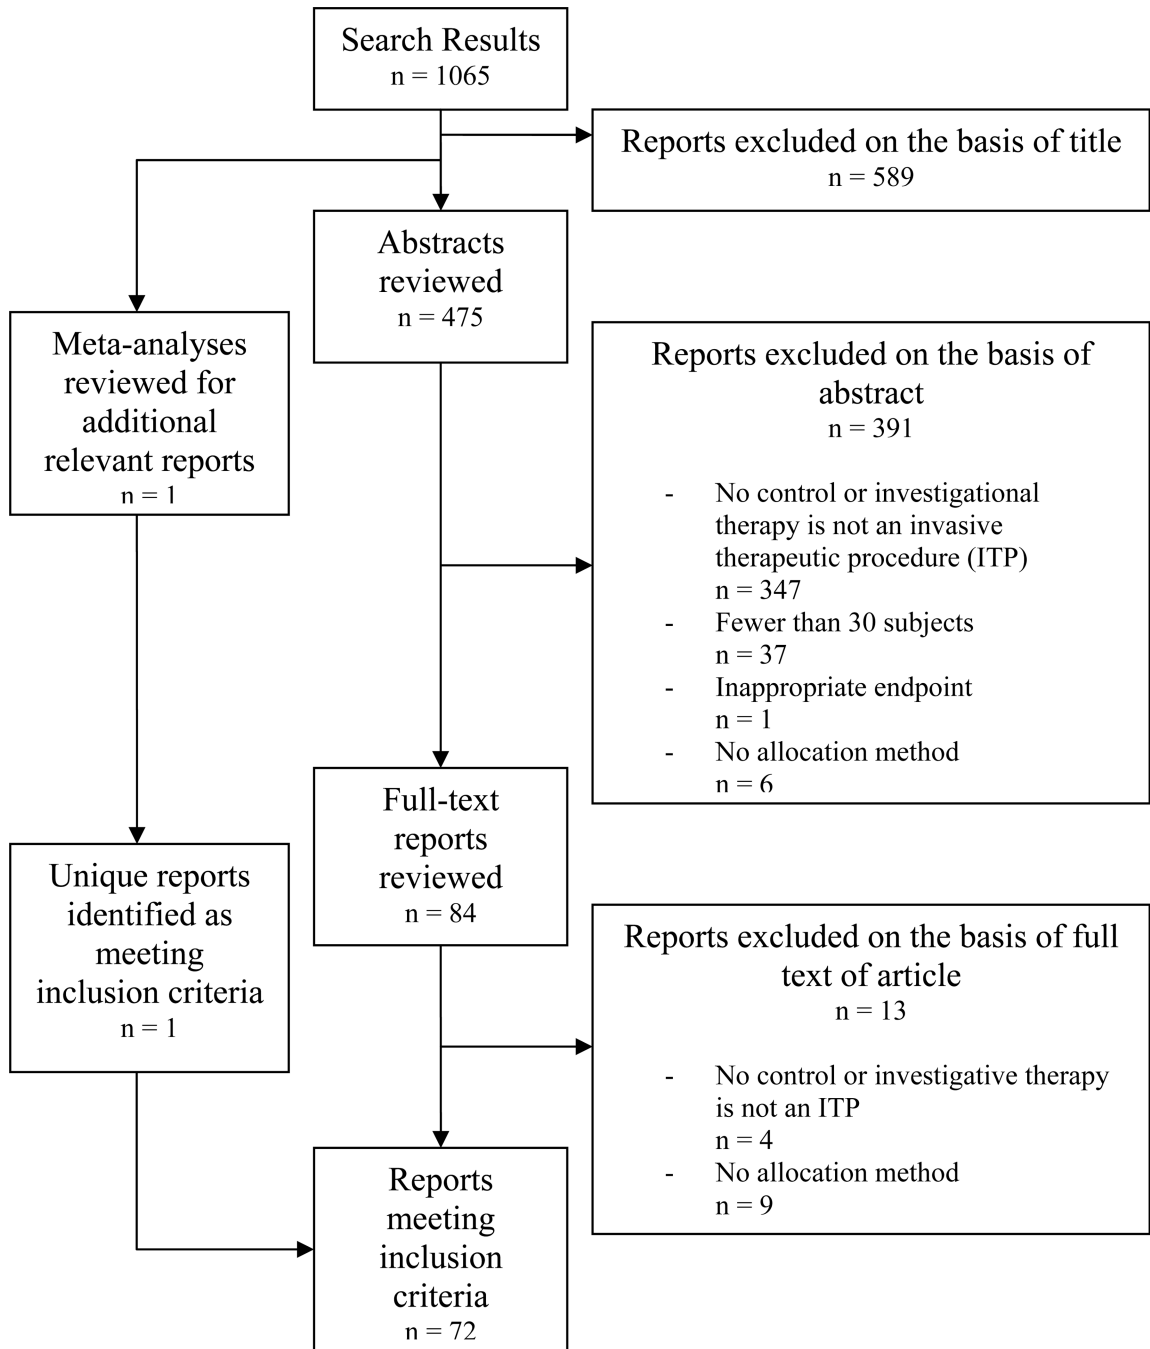 Search Results
n = 1065
Reports excluded on the basis of title
n = 589
Abstracts
reviewed
n = 475
Meta-analyses
reviewed for
additional
relevant reports
n = 1
Reports excluded on the basis of
abstract
n = 391
- No control or investigational
therapy is not an invasive
therapeutic procedure (ITP)
n = 347
- Fewer than 30 subjects
n = 37
- Inappropriate endpoint
n = 1
- No allocation method
n = 6
Full-text
reports
reviewed
n = 84
Unique reports
identified as
meeting
inclusion criteria
n = 1
Reports excluded on the basis of full
text of article
n = 13
- No control or investigative therapy
is not an ITP
n = 4
- No allocation method
n = 9
Reports
meeting
inclusion
criteria
n = 72